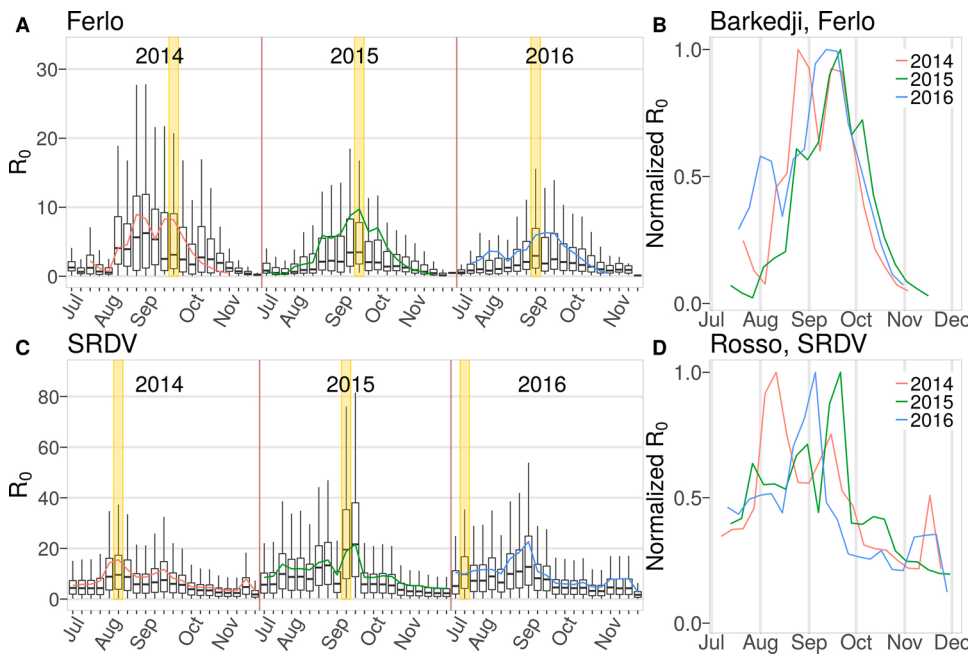 A Ferlo
2014 2015 2016
30
20
10
0
R0
Jul Aug Sep Oct Nov Jul Aug Sep Oct Nov Jul Aug Sep Oct Nov
B Barkedji, Ferlo
2014
2015
2016
1.0
0.5
0.0
Normalized R0
Jul Aug Sep Oct Nov Dec
C SRDV
2014 2015 2016
80
60
40
20
0
R0
Jul Aug Sep Oct Nov Jul Aug Sep Oct Nov Jul Aug Sep Oct Nov
D Rosso, SRDV
2014
2015
2016
1.0
0.5
0.0
Normalized R0
Jul Aug Sep Oct Nov Dec